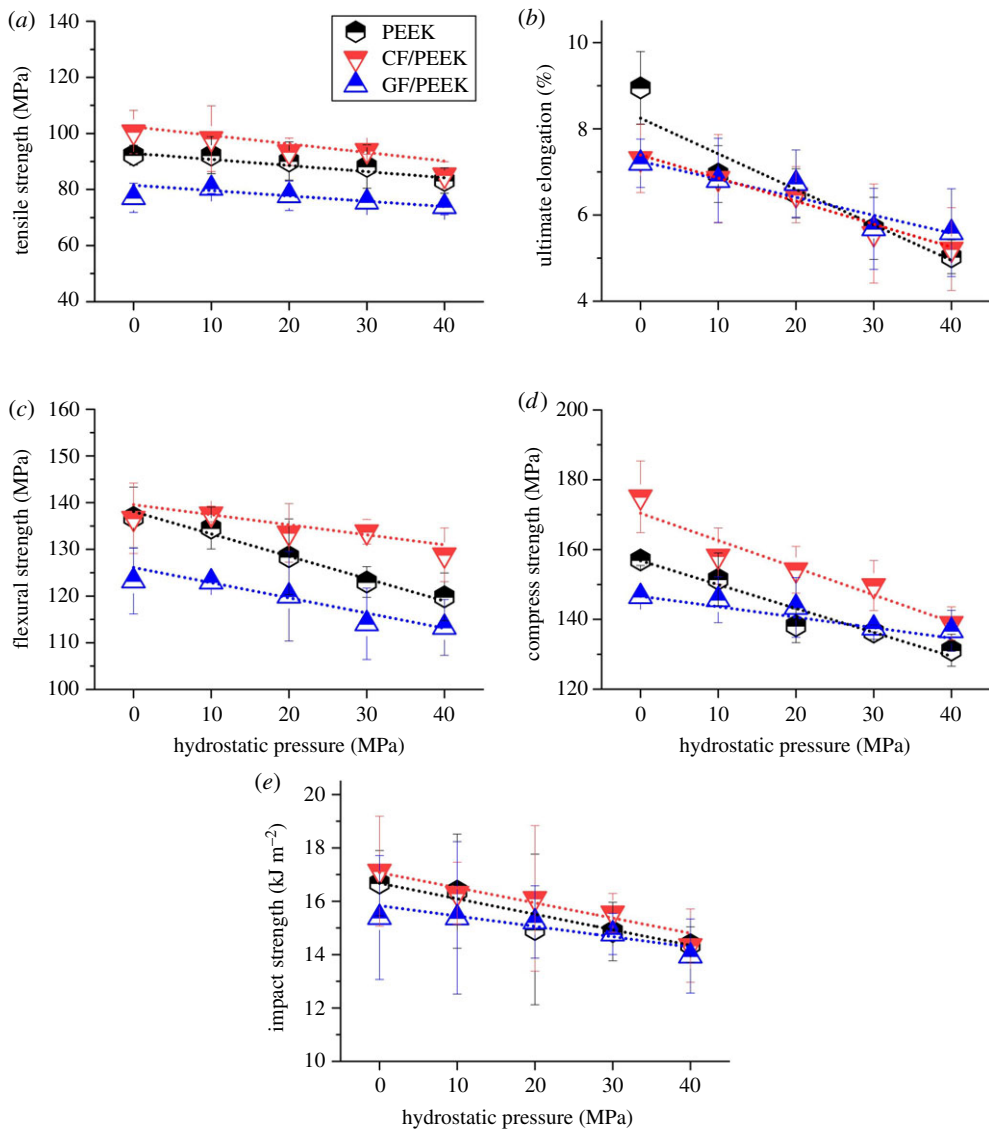 (a)
140
120
100
80
60
40
tensile strength (MPa)
0 10 20 30 40
PEEK
CF/PEEK
GF/PEEK
(b)
10
8
6
4
ultimate elongation (%)
0 10 20 30 40
(c)
160
150
140
130
120
110
100
flexural strength (MPa)
0 10 20 30 40
hydrostatic pressure (MPa)
(d)
200
180
160
140
120
compress strength (MPa)
0 10 20 30 40
hydrostatic pressure (MPa)
(e)
20
18
16
14
12
10
impact strength (kJ m⁻²)
0 10 20 30 40
hydrostatic pressure (MPa)